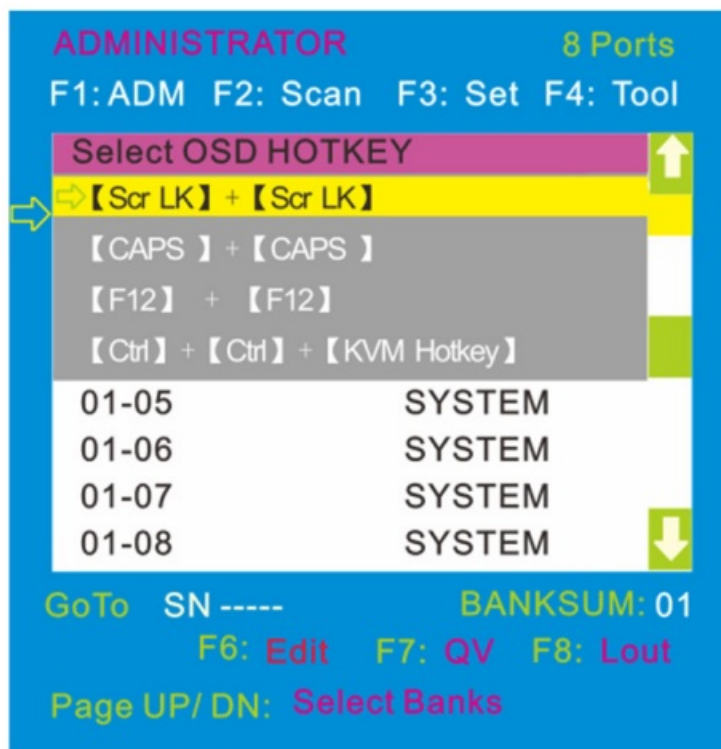 ADMINISTRATOR 8 Ports
F1: ADM F2: Scan F3: Set F4: Tool
Select OSD HOTKEY
【Scr LK】 + 【Scr LK】
【CAPS 】 + 【CAPS 】
【F12】 + 【F12】
【Ctrl】 + 【Ctrl】 + 【KVM Hotkey】
01-05 SYSTEM
01-06 SYSTEM
01-07 SYSTEM
01-08 SYSTEM
GoTo SN ----- BANKSUM: 01
F6: Edit F7: QV F8: Lout
Page UP/ DN: Select Banks